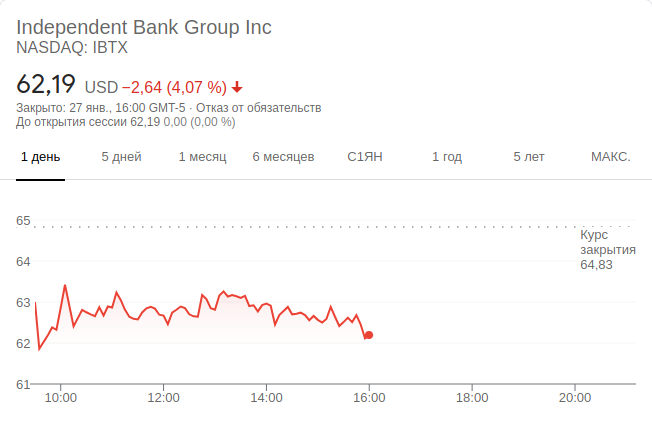 Independent Bank Group Inc
NASDAQ: IBTX
62,19 USD −2,64 (4,07 %)
Закрыто: 27 янв., 16:00 GMT-5 · Отказ от обязательств
До открытия сессии 62,19 0,00 (0,00 %)
1 день 5 дней 1 месяц 6 месяцев С1ЯН 1 год 5 лет МАКС.
65
Курс
закрытия
64,83
64
63
62
61
10:00 12:00 14:00 16:00 18:00 20:00